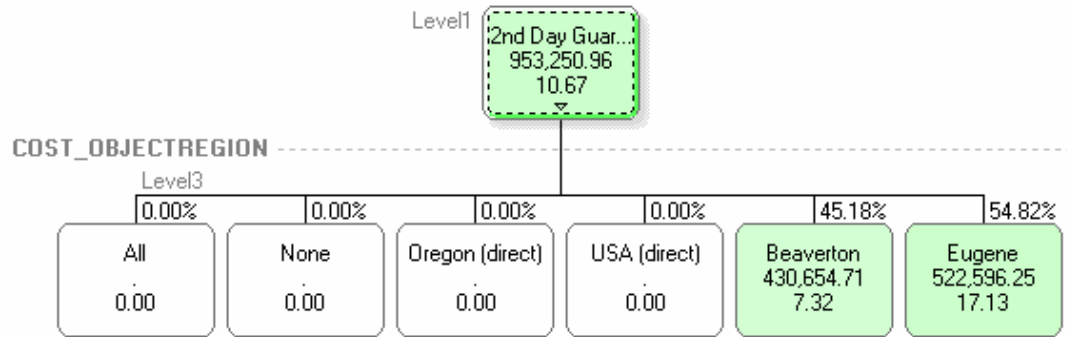 Level1
2nd Day Guar...
953,250.96
10.67
COST_OBJECTREGION
Level3
0.00% 0.00% 0.00% 0.00% 45.18% 54.82%
All None Oregon (direct) USA (direct) Beaverton Eugene
. . . . 430,654.71 522,596.25
0.00 0.00 0.00 0.00 7.32 17.13